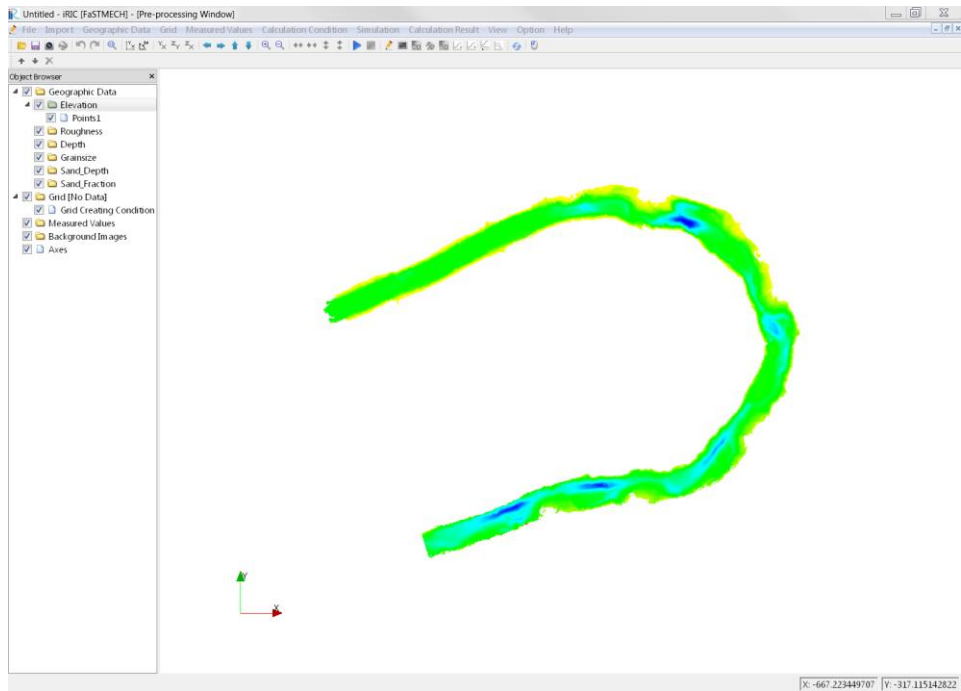 Untitled - iRIC [FaSTMECH] - [Pre-processing Window]
File Import Geographic Data Grid Measured Values Calculation Condition Simulation Calculation Result View Option Help
Object Browser
Geographic Data
Elevation
Points1
Roughness
Depth
Grainsize
Sand_Depth
Sand_Fraction
Grid [No Data]
Grid Creating Condition
Measured Values
Background Images
Axes
Y
X
X: -667.223449707 Y: -317.115142822